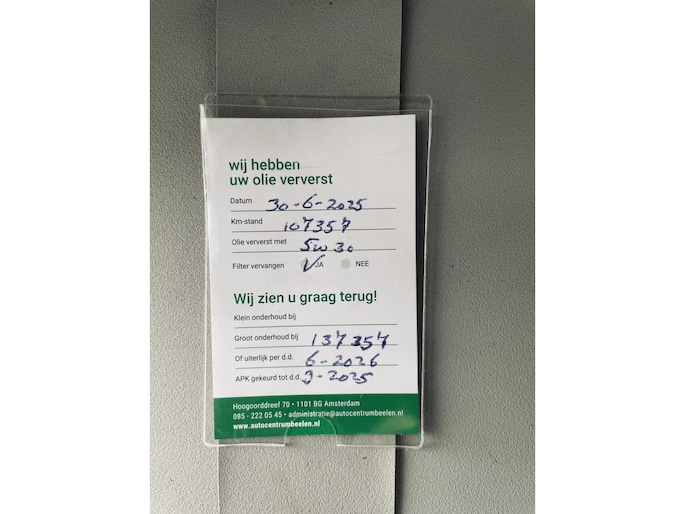 wij hebben
uw olie ververst
Datum 30-6-2025
Km-stand 107357
Olie ververst met 5w30
Filter vervangen V JA NEE
Wij zien u graag terug!
Klein onderhoud bij
Groot onderhoud bij 137357
Of uiterlijk per d.d. 6-2026
APK gekeurd tot d.d. 9-2025
Hoogoorddreef 70 • 1101 BG Amsterdam
085 - 222 05 45 • administratie@autocentrumbeelen.nl
www.autocentrumbeelen.nl